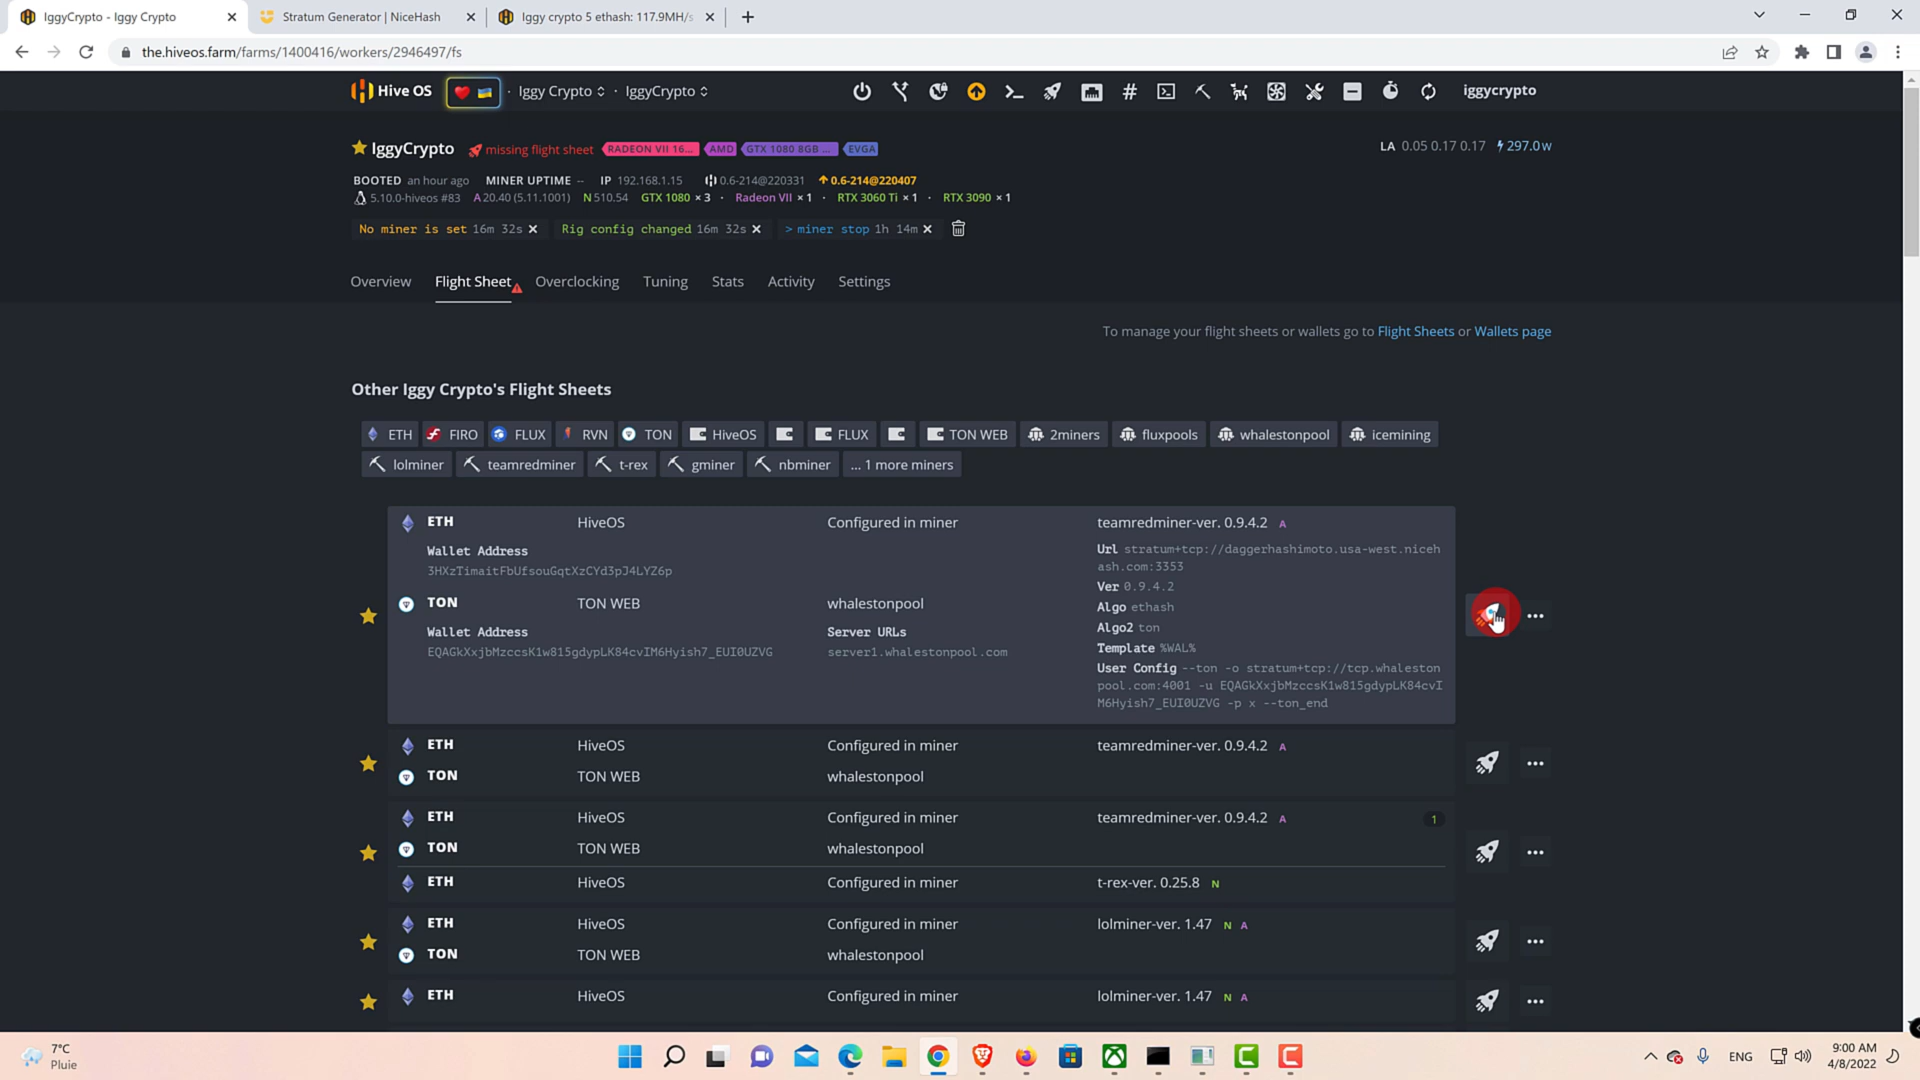 IggyCrypto - Iggy Crypto
Stratum Generator | NiceHash
Iggy crypto 5 ethash: 117.9MH/s
the.hiveos.farm/farms/1400416/workers/2946497/fs
Hive OS · Iggy Crypto · IggyCrypto
iggycrypto
IggyCrypto missing flight sheet RADEON VII 16... AMD GTX 1080 8GB ... EVGA
LA 0.05 0.17 0.17 297.0 w
BOOTED an hour ago MINER UPTIME -- IP 192.168.1.15 0.6-214@220331 0.6-214@220407
5.10.0-hiveos #83 A 20.40 (5.11.1001) N 510.54 GTX 1080 × 3 · Radeon VII × 1 · RTX 3060 Ti × 1 · RTX 3090 × 1
No miner is set 16m 32s Rig config changed 16m 32s > miner stop 1h 14m
Overview Flight Sheet Overclocking Tuning Stats Activity Settings
To manage your flight sheets or wallets go to Flight Sheets or Wallets page
Other Iggy Crypto's Flight Sheets
ETH FIRO FLUX RVN TON HiveOS FLUX TON WEB 2miners fluxpools whalestonpool icemining
lolminer teamredminer t-rex gminer nbminer ... 1 more miners
ETH HiveOS Configured in miner teamredminer-ver. 0.9.4.2 A
Wallet Address
3HXzTimaitFbUfsouGqtXzCYd3pJ4LYZ6p
Url stratum+tcp://daggerhashimoto.usa-west.niceh
ash.com:3353
Ver 0.9.4.2
TON TON WEB whalestonpool
Algo ethash
Wallet Address Server URLs
Algo2 ton
EQAGkXxjbMzccsK1w815gdypLK84cvIM6Hyish7_EUI0UZVG server1.whalestonpool.com
Template %WAL%
User Config --ton -o stratum+tcp://tcp.whaleston
pool.com:4001 -u EQAGkXxjbMzccsK1w815gdypLK84cvI
M6Hyish7_EUI0UZVG -p x --ton_end
ETH HiveOS Configured in miner teamredminer-ver. 0.9.4.2 A
TON TON WEB whalestonpool
ETH HiveOS Configured in miner teamredminer-ver. 0.9.4.2 A 1
TON TON WEB whalestonpool
ETH HiveOS Configured in miner t-rex-ver. 0.25.8 N
ETH HiveOS Configured in miner lolminer-ver. 1.47 N A
TON TON WEB whalestonpool
ETH HiveOS Configured in miner lolminer-ver. 1.47 N A
7°C
Pluie
ENG
9:00 AM
4/8/2022